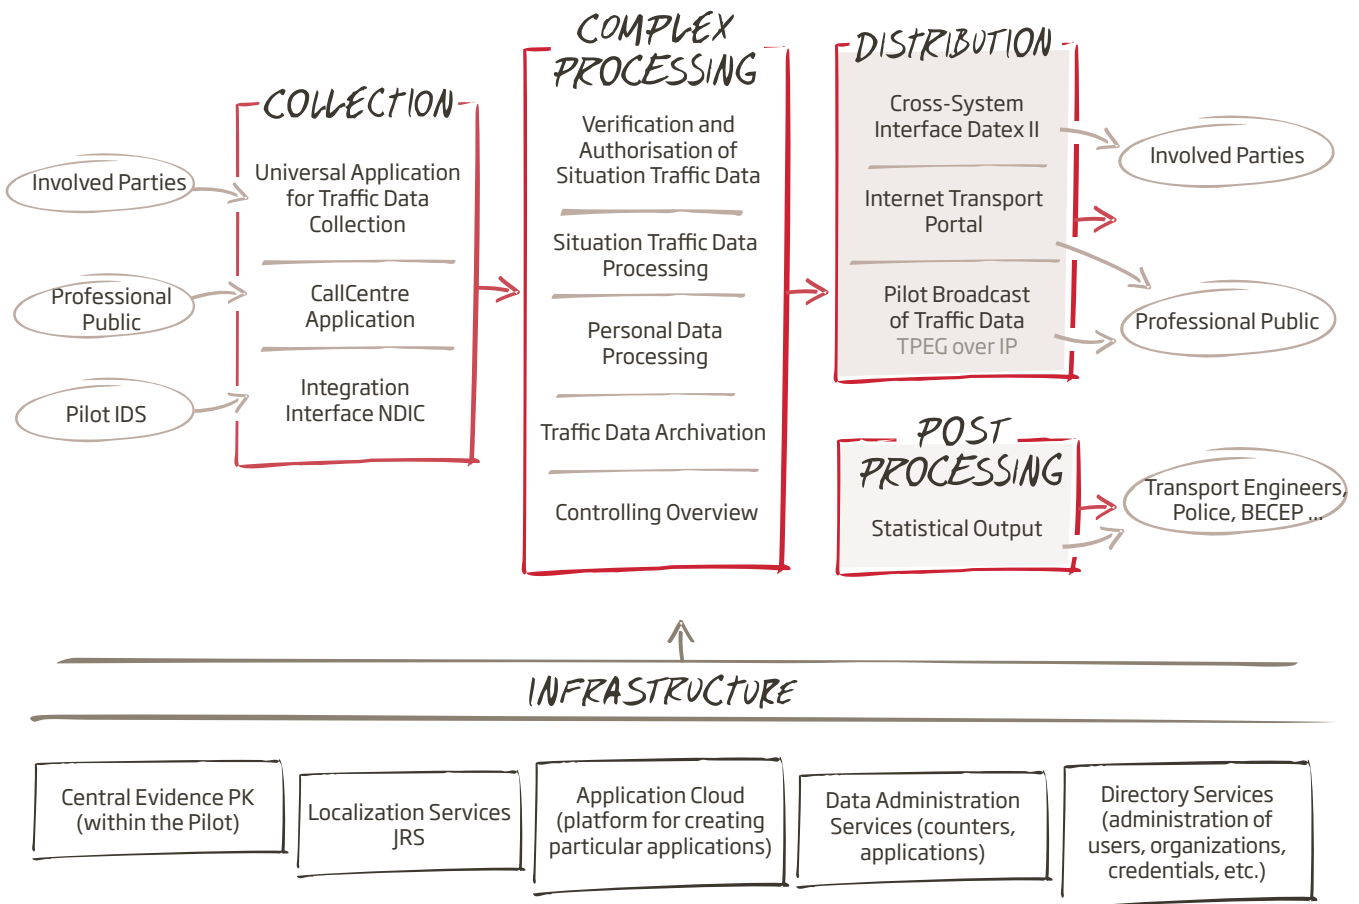 COLLECTION
Involved Parties
Universal Application
for Traffic Data
Collection
Professional
Public
CallCentre
Application
Pilot IDS
Integration
Interface NDIC
COMPLEX
PROCESSING
Verification and
Authorisation of
Situation Traffic Data
Situation Traffic Data
Processing
Personal Data
Processing
Traffic Data Archivation
Controlling Overview
DISTRIBUTION
Cross-System
Interface Datex II
Internet Transport
Portal
Pilot Broadcast
of Traffic Data
TPEG over IP
Involved Parties
Professional Public
POST
PROCESSING
Statistical Output
Transport Engineers,
Police, BECEP ...
INFRASTRUCTURE
Central Evidence PK
(within the Pilot)
Localization Services
JRS
Application Cloud
(platform for creating
particular applications)
Data Administration
Services (counters,
applications)
Directory Services
(administration of
users, organizations,
credentials, etc.)